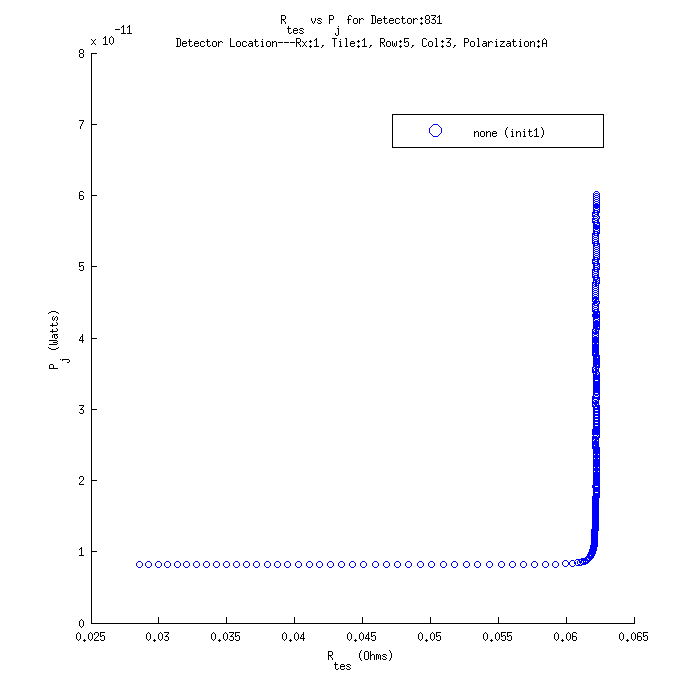 R_tes vs P_j for Detector:831
x 10^-11
Detector Location---Rx:1, Tile:1, Row:5, Col:3, Polarization:A
8
7
none (init1)
6
5
4
P_j (Watts)
3
2
1
0
0.025 0.03 0.035 0.04 0.045 0.05 0.055 0.06 0.065
R_tes (Ohms)